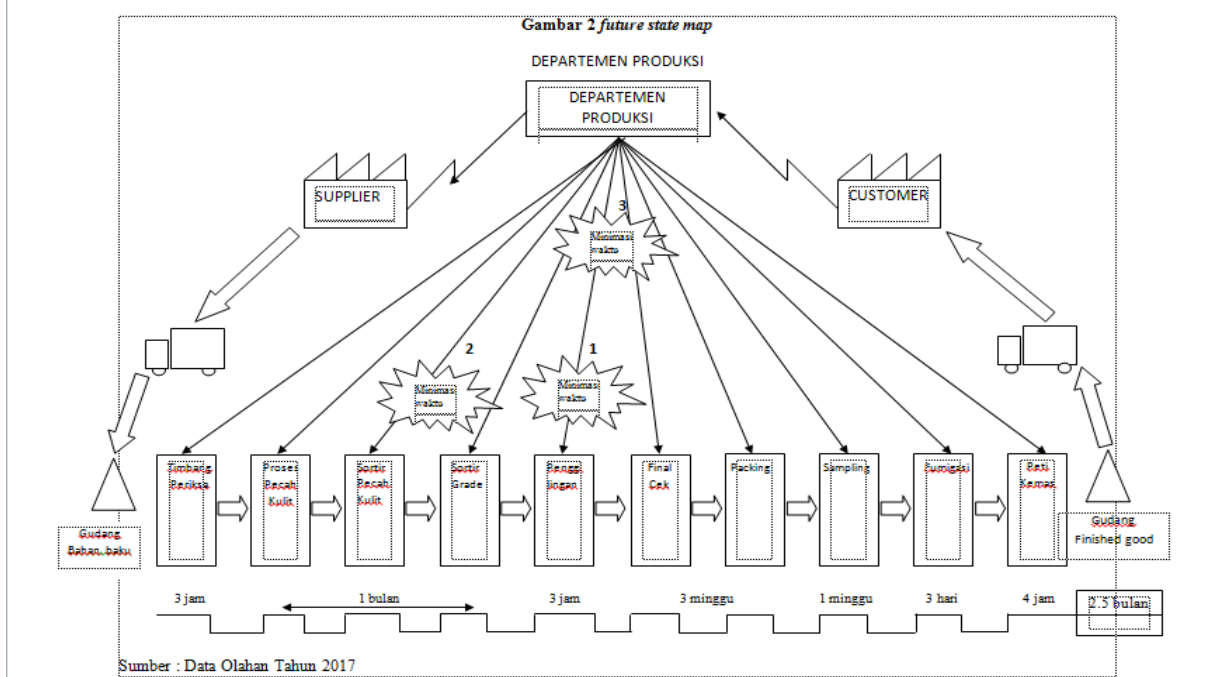 Gambar 2 future state map
DEPARTEMEN PRODUKSI
DEPARTEMEN
PRODUKSI
SUPPLIER
CUSTOMER
3
Minimasi
waktu
2
Minimasi
waktu
1
Minimasi
waktu
Timbang
Periksa
Proses
Pecah
Kulit
Sortir
Pecah
Kulit
Sortir
Grade
Pengg
ilingan
Final
Cek
Packing
Sampling
Fumigasi
Peti
Kemas
Gudang
Bahan baku
Gudang
Finished good
3 jam
1 bulan
3 jam
3 minggu
1 minggu
3 hari
4 jam
2.5 bulan
Sumber : Data Olahan Tahun 2017